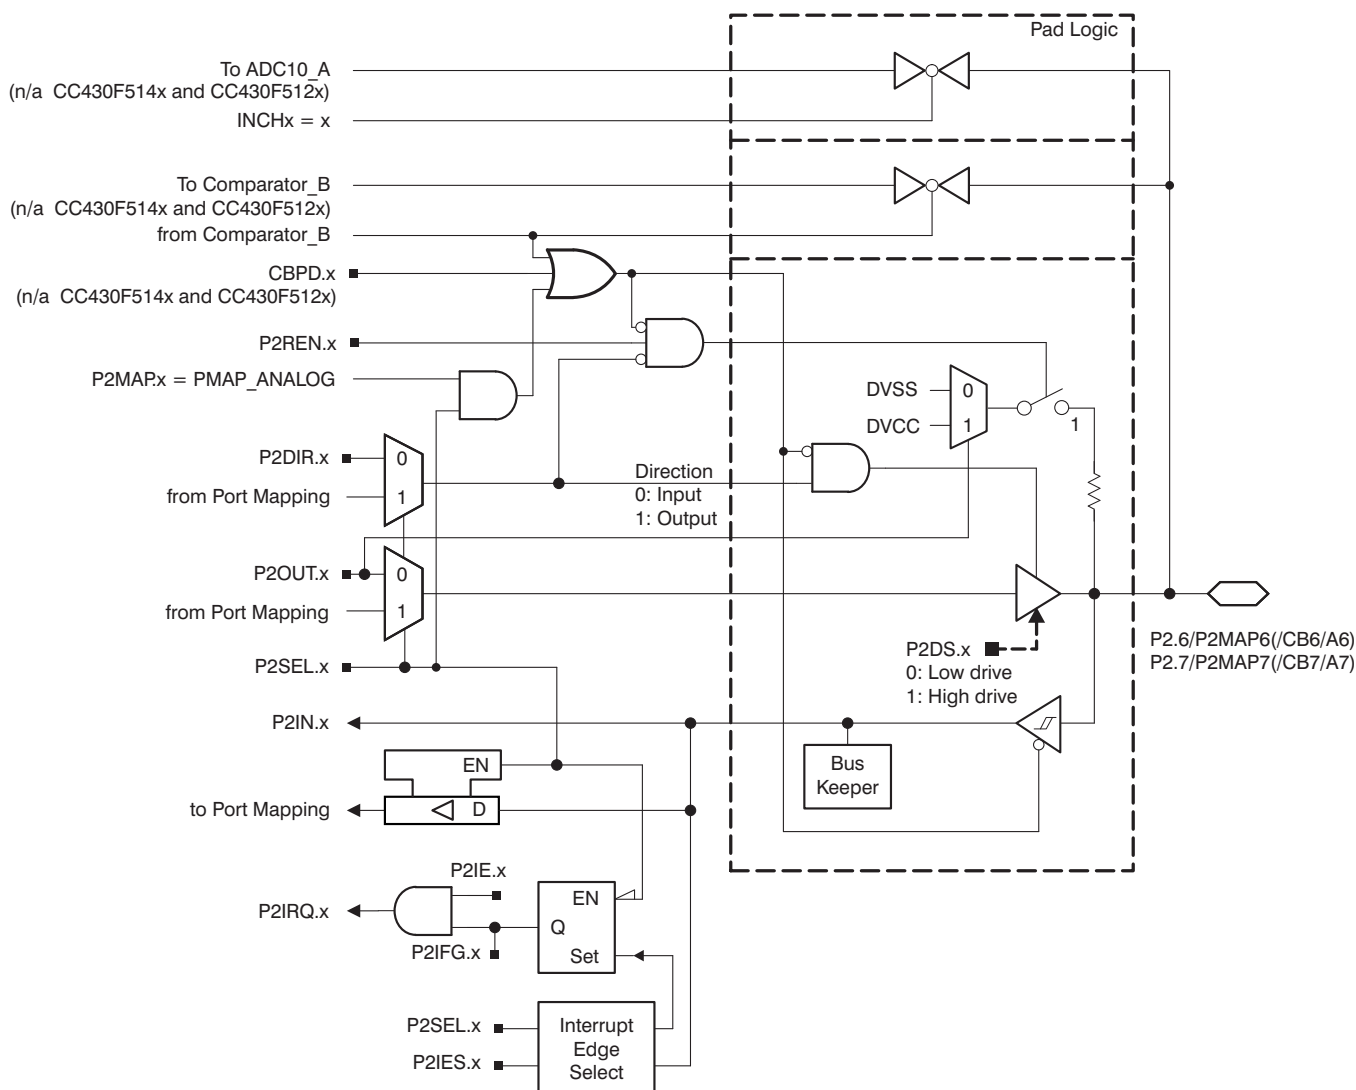 Pad Logic
To ADC10_A
(n/a CC430F514x and CC430F512x)
INCHx = x
To Comparator_B
(n/a CC430F514x and CC430F512x)
from Comparator_B
CBPD.x
(n/a CC430F514x and CC430F512x)
P2REN.x
P2MAP.x = PMAP_ANALOG
DVSS
0
DVCC
1
1
P2DIR.x
0
from Port Mapping
1
Direction
0: Input
1: Output
P2OUT.x
0
from Port Mapping
1
P2SEL.x
P2DS.x
0: Low drive
1: High drive
P2.6/P2MAP6(/CB6/A6)
P2.7/P2MAP7(/CB7/A7)
P2IN.x
Bus
Keeper
EN
to Port Mapping
D
P2IE.x
P2IRQ.x
EN
Q
P2IFG.x
Set
P2SEL.x
P2IES.x
Interrupt
Edge
Select